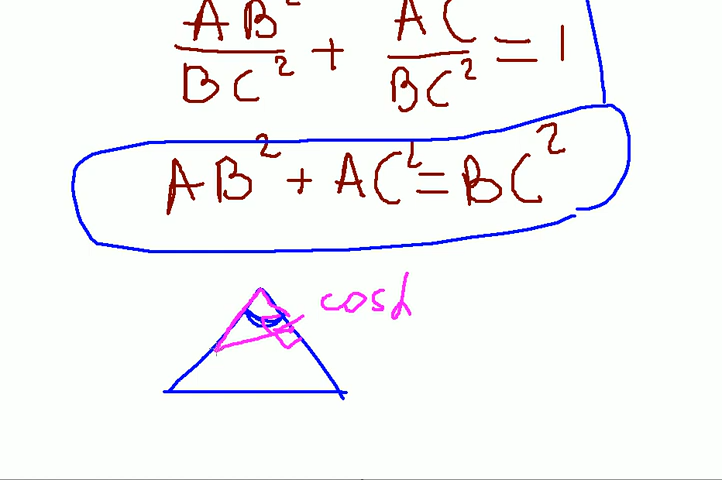 AB²/BC² + AC/BC² = 1
AB² + AC² = BC²
cosα